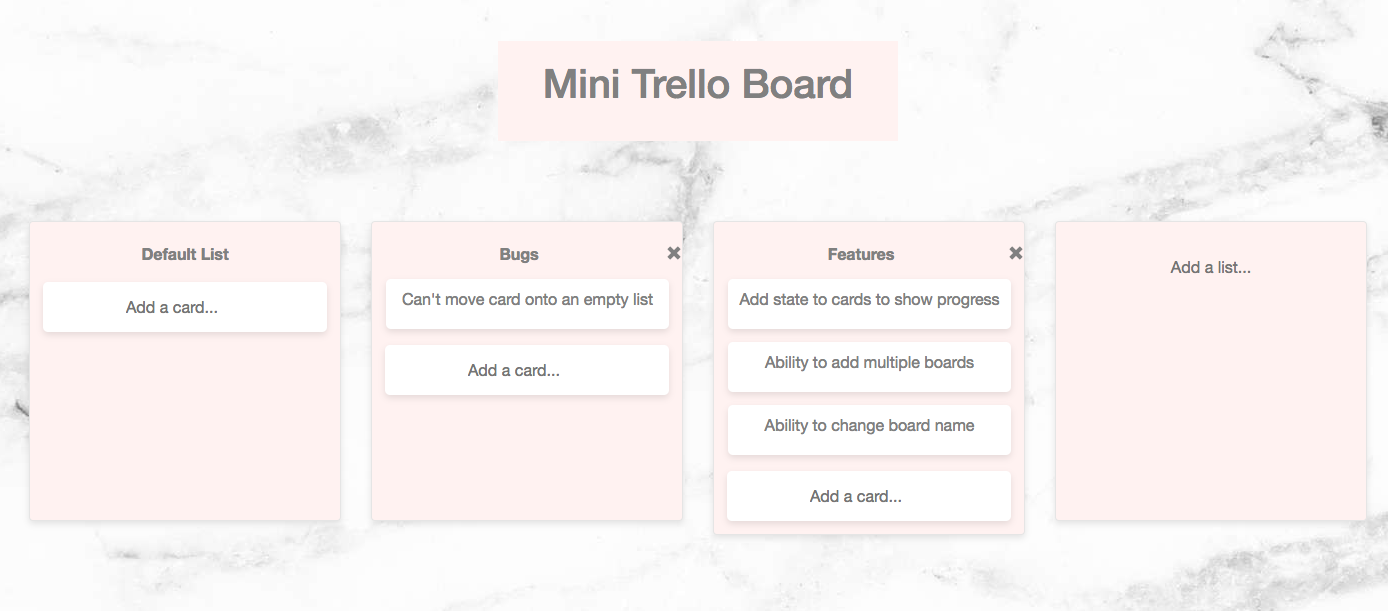 Mini Trello Board
Default List
Add a card...
Bugs
Can't move card onto an empty list
Add a card...
Features
Add state to cards to show progress
Ability to add multiple boards
Ability to change board name
Add a card...
Add a list...